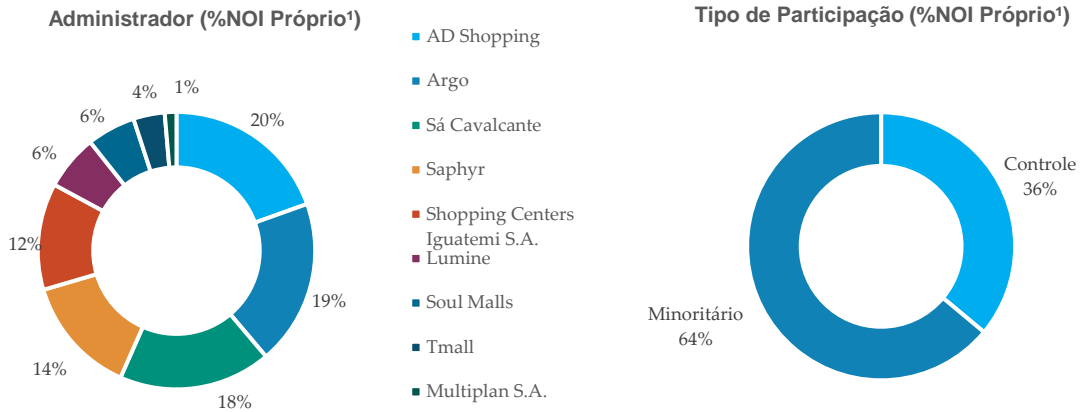 Administrador (%NOI Próprio¹)
20%
19%
18%
14%
12%
6%
6%
4%
1%
AD Shopping
Argo
Sá Cavalcante
Saphyr
Shopping Centers
Iguatemi S.A.
Lumine
Soul Malls
Tmall
Multiplan S.A.
Tipo de Participação (%NOI Próprio¹)
Controle
36%
Minoritário
64%